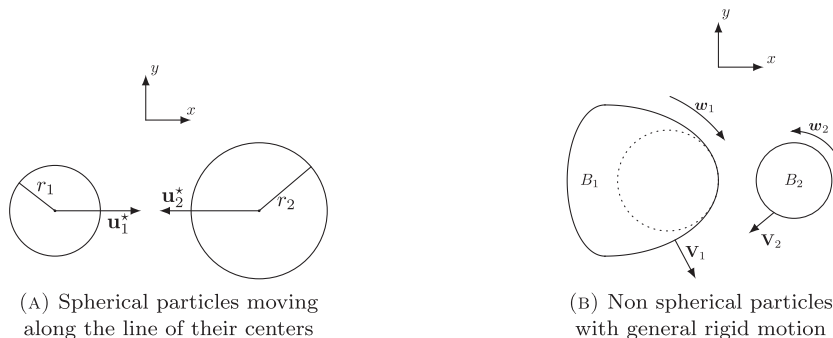 y
x
r₁
u₁*
u₂*
r₂
(A) Spherical particles moving
along the line of their centers
y
x
w₁
w₂
B₁
B₂
V₁
V₂
(B) Non spherical particles
with general rigid motion